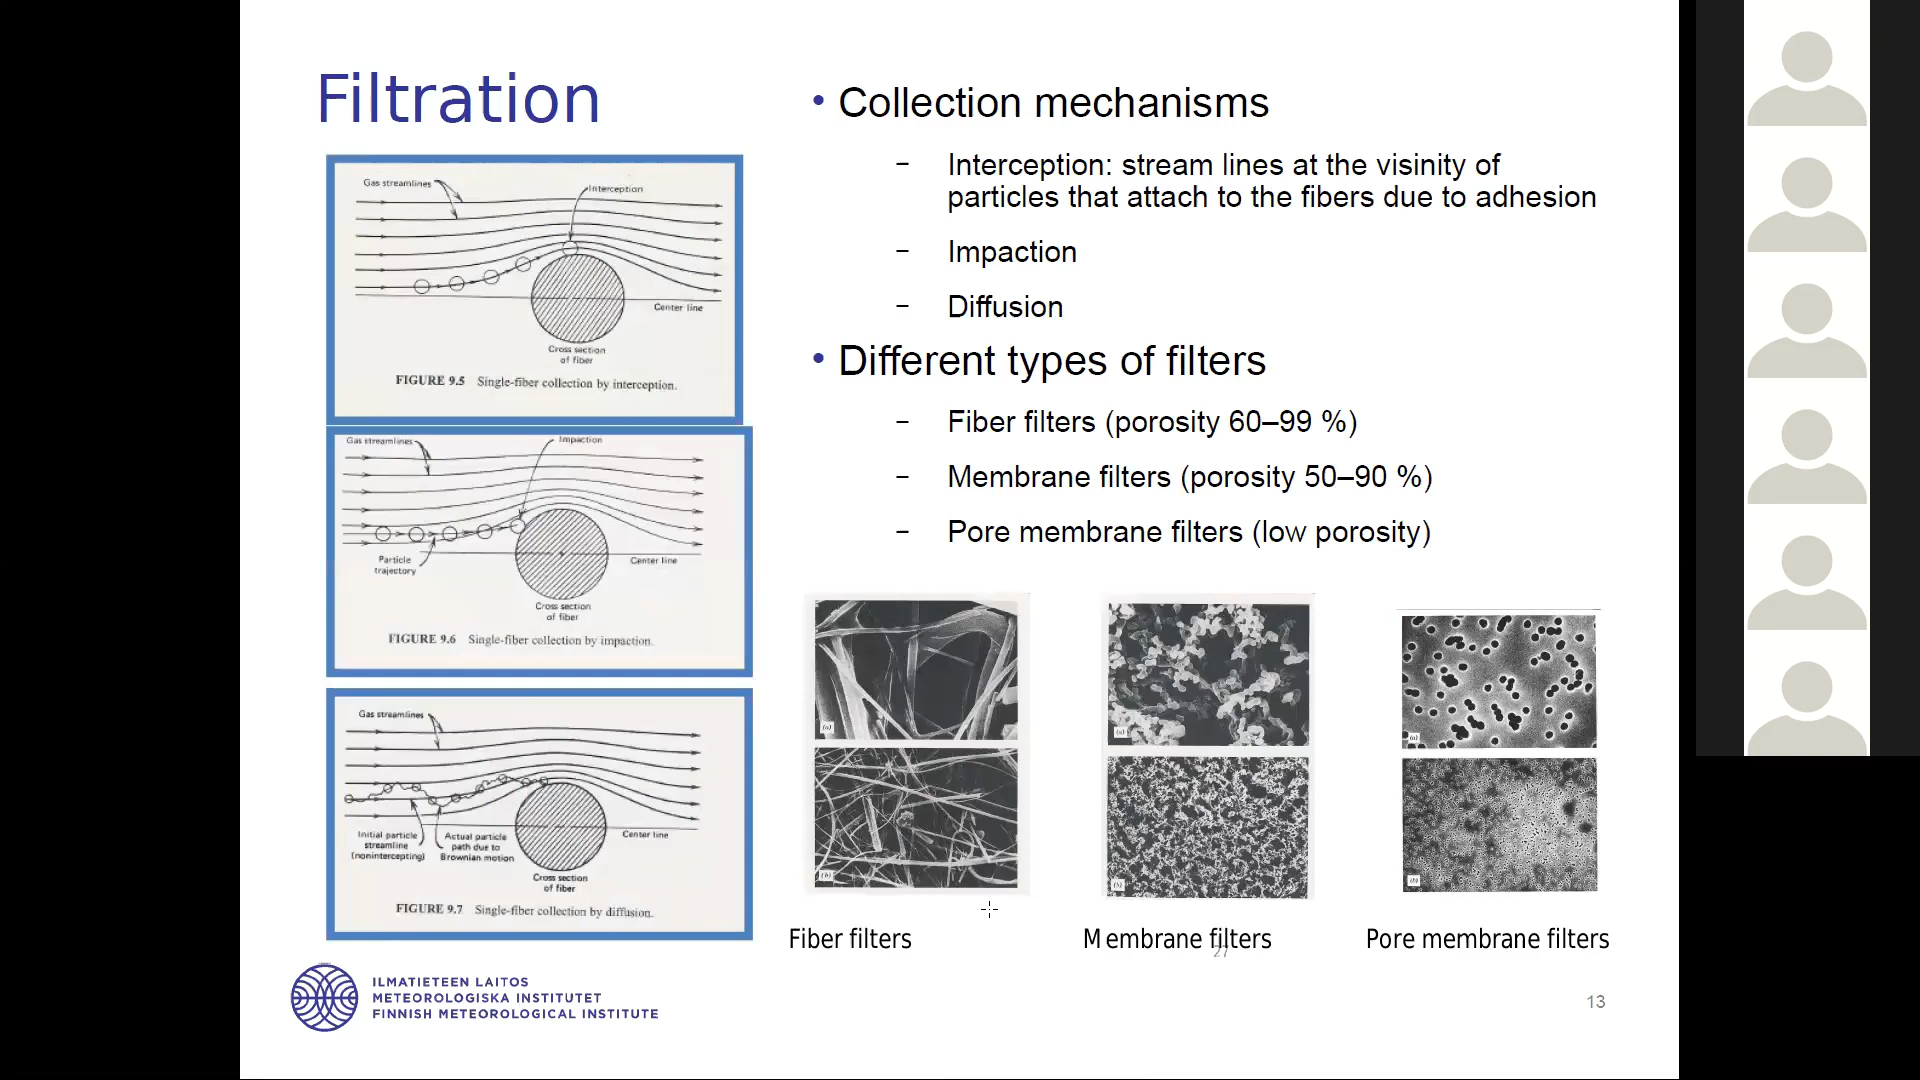 Filtration
Gas streamlines
Interception
Center line
Cross section
of fiber
FIGURE 9.5 Single-fiber collection by interception.
Gas streamlines
Impaction
Particle
trajectory
Center line
Cross section
of fiber
FIGURE 9.6 Single-fiber collection by impaction.
Gas streamlines
Initial particle
streamline
(nonintercepting)
Actual particle
path due to
Brownian motion
Center line
Cross section
of fiber
FIGURE 9.7 Single-fiber collection by diffusion.
• Collection mechanisms
– Interception: stream lines at the visinity of
particles that attach to the fibers due to adhesion
– Impaction
– Diffusion
• Different types of filters
– Fiber filters (porosity 60–99 %)
– Membrane filters (porosity 50–90 %)
– Pore membrane filters (low porosity)
(a)
(b)
(a)
(b)
(a)
(b)
Fiber filters
Membrane filters
Pore membrane filters
27
ILMATIETEEN LAITOS
METEOROLOGISKA INSTITUTET
FINNISH METEOROLOGICAL INSTITUTE
13